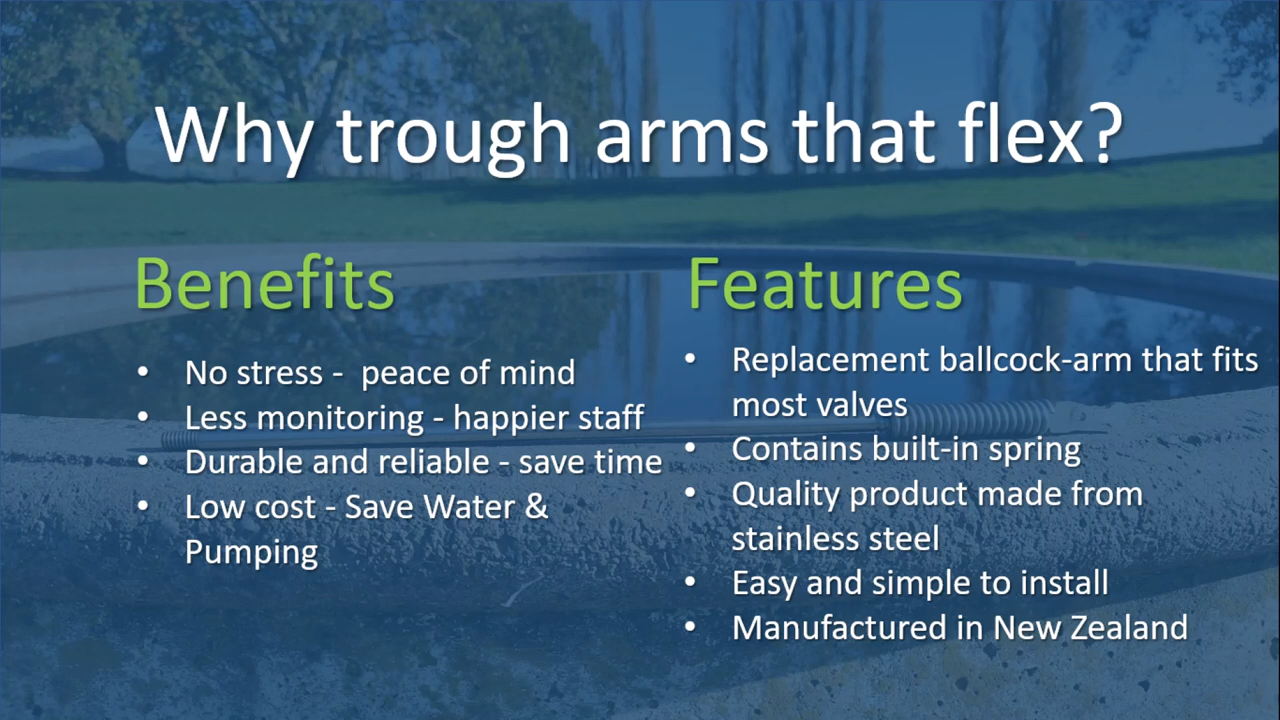 Why trough arms that flex?
Benefits
• No stress -  peace of mind
• Less monitoring - happier staff
• Durable and reliable - save time
• Low cost - Save Water &
Pumping
Features
• Replacement ballcock-arm that fits
most valves
• Contains built-in spring
• Quality product made from
stainless steel
• Easy and simple to install
• Manufactured in New Zealand